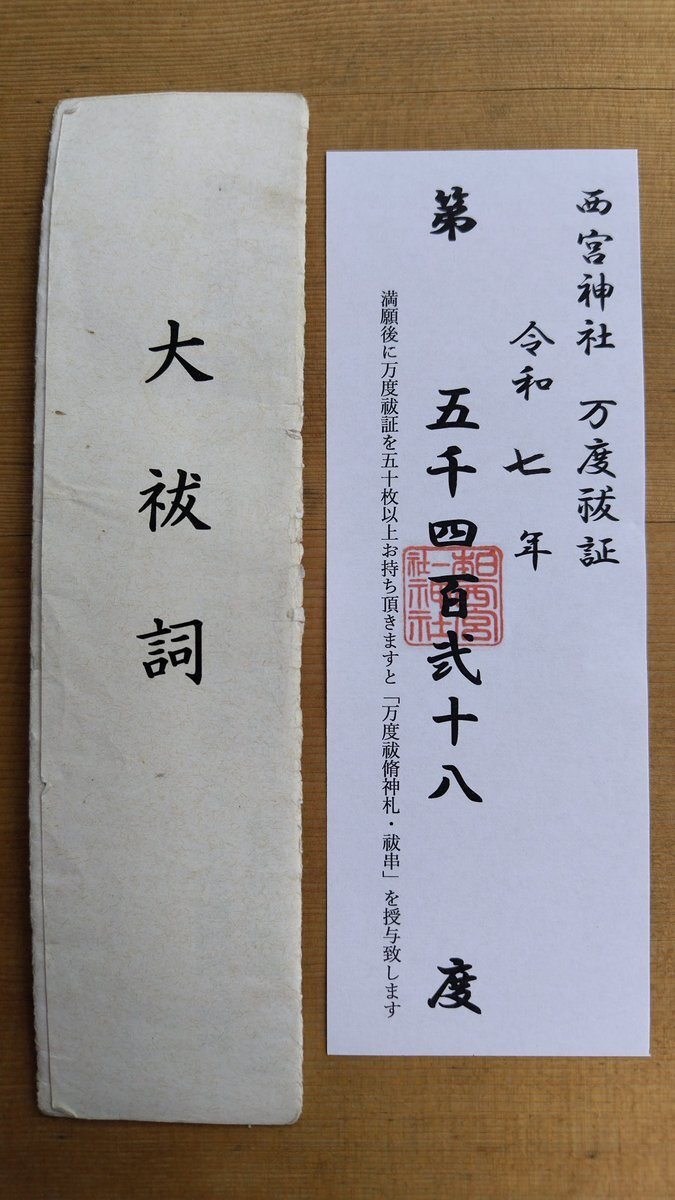 大祓詞
西宮神社 万度祓証
令和 七 年
第 五千四百弐十八 度
満願後に万度祓証を五十枚以上お持ち頂きますと「万度祓脩神札・祓串」を授与致します